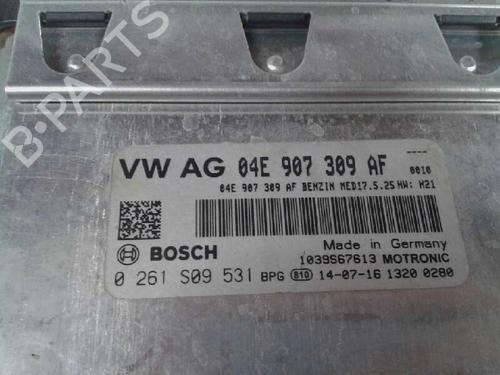 B-PARTS
VW AG 04E 907 309 AF 0010
04E 907 309 AF BENZIN MED17.5.25 HW: H21
BOSCH
Made in Germany
1039S67613 MOTRONIC
0 261 S09 531 BPG 810 14-07-16 1320 0280